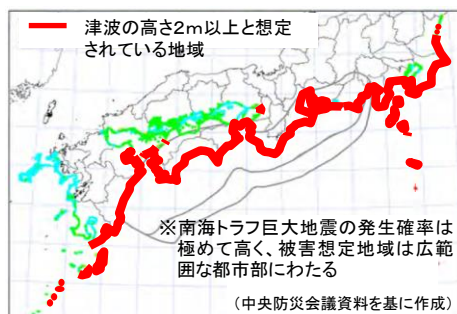 津波の高さ2m以上と想定
されている地域
※南海トラフ巨大地震の発生確率は
極めて高く、被害想定地域は広範
囲な都市部にわたる
(中央防災会議資料を基に作成)